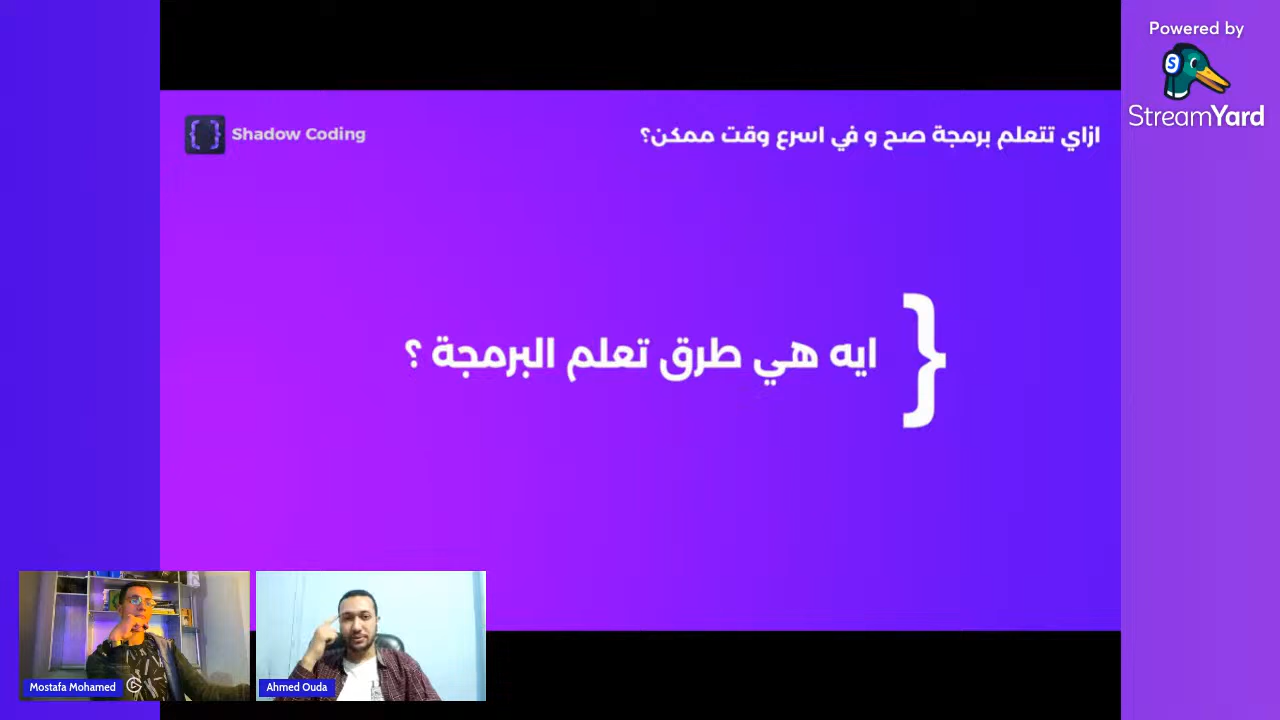 Powered by
StreamYard
Shadow Coding
ازاي تتعلم برمجة صح و في اسرع وقت ممكن؟
ايه هي طرق تعلم البرمجة ؟
Mostafa Mohamed
Ahmed Ouda